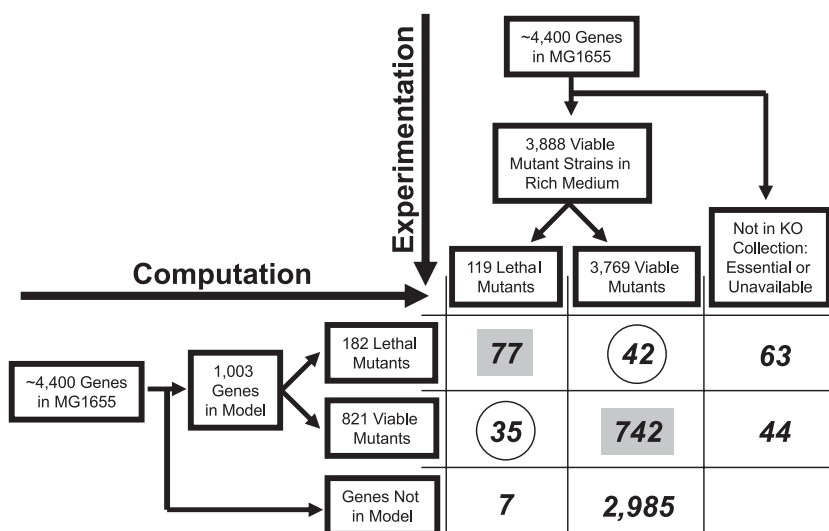 Experimentation
~4,400 Genes
in MG1655
3,888 Viable
Mutant Strains in
Rich Medium
Not in KO
Collection:
Essential or
Unavailable
Computation
119 Lethal
Mutants
3,769 Viable
Mutants
~4,400 Genes
in MG1655
1,003
Genes
in Model
182 Lethal
Mutants
77
42
63
821 Viable
Mutants
35
742
44
Genes Not
in Model
7
2,985